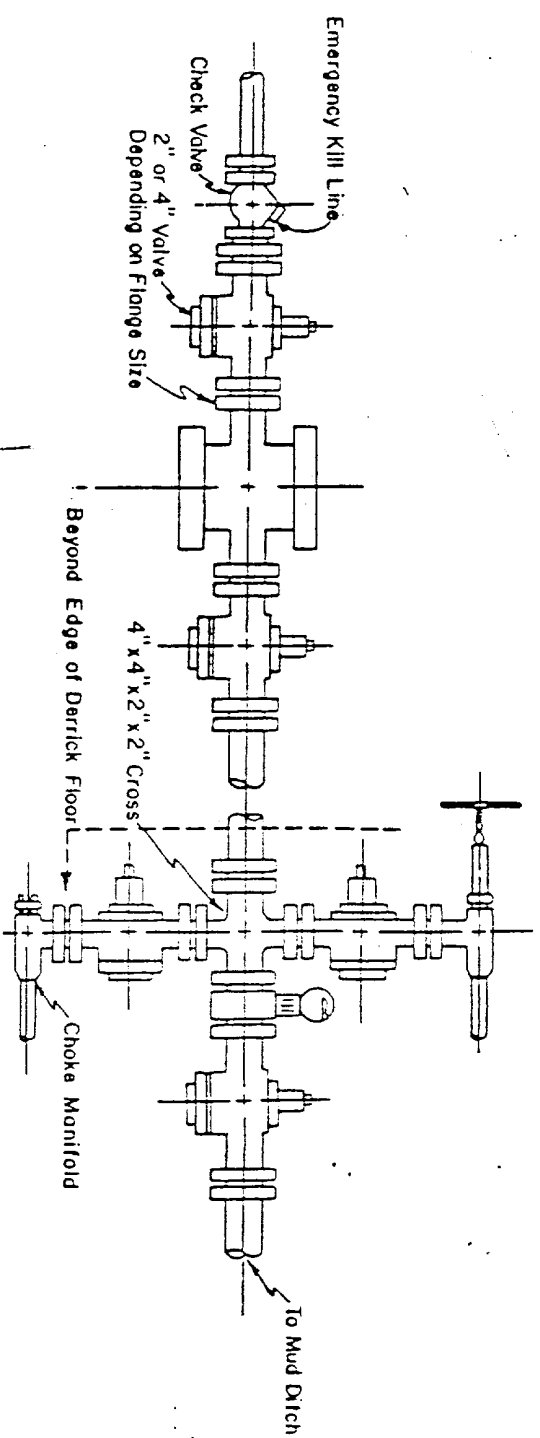 Emergency Kill Line
Check Valve
2" or 4" Valve
Depending on Flange Size
Beyond Edge of Derrick Floor
4"x4"x2"x2" Cross
Choke Manifold
To Mud Ditch